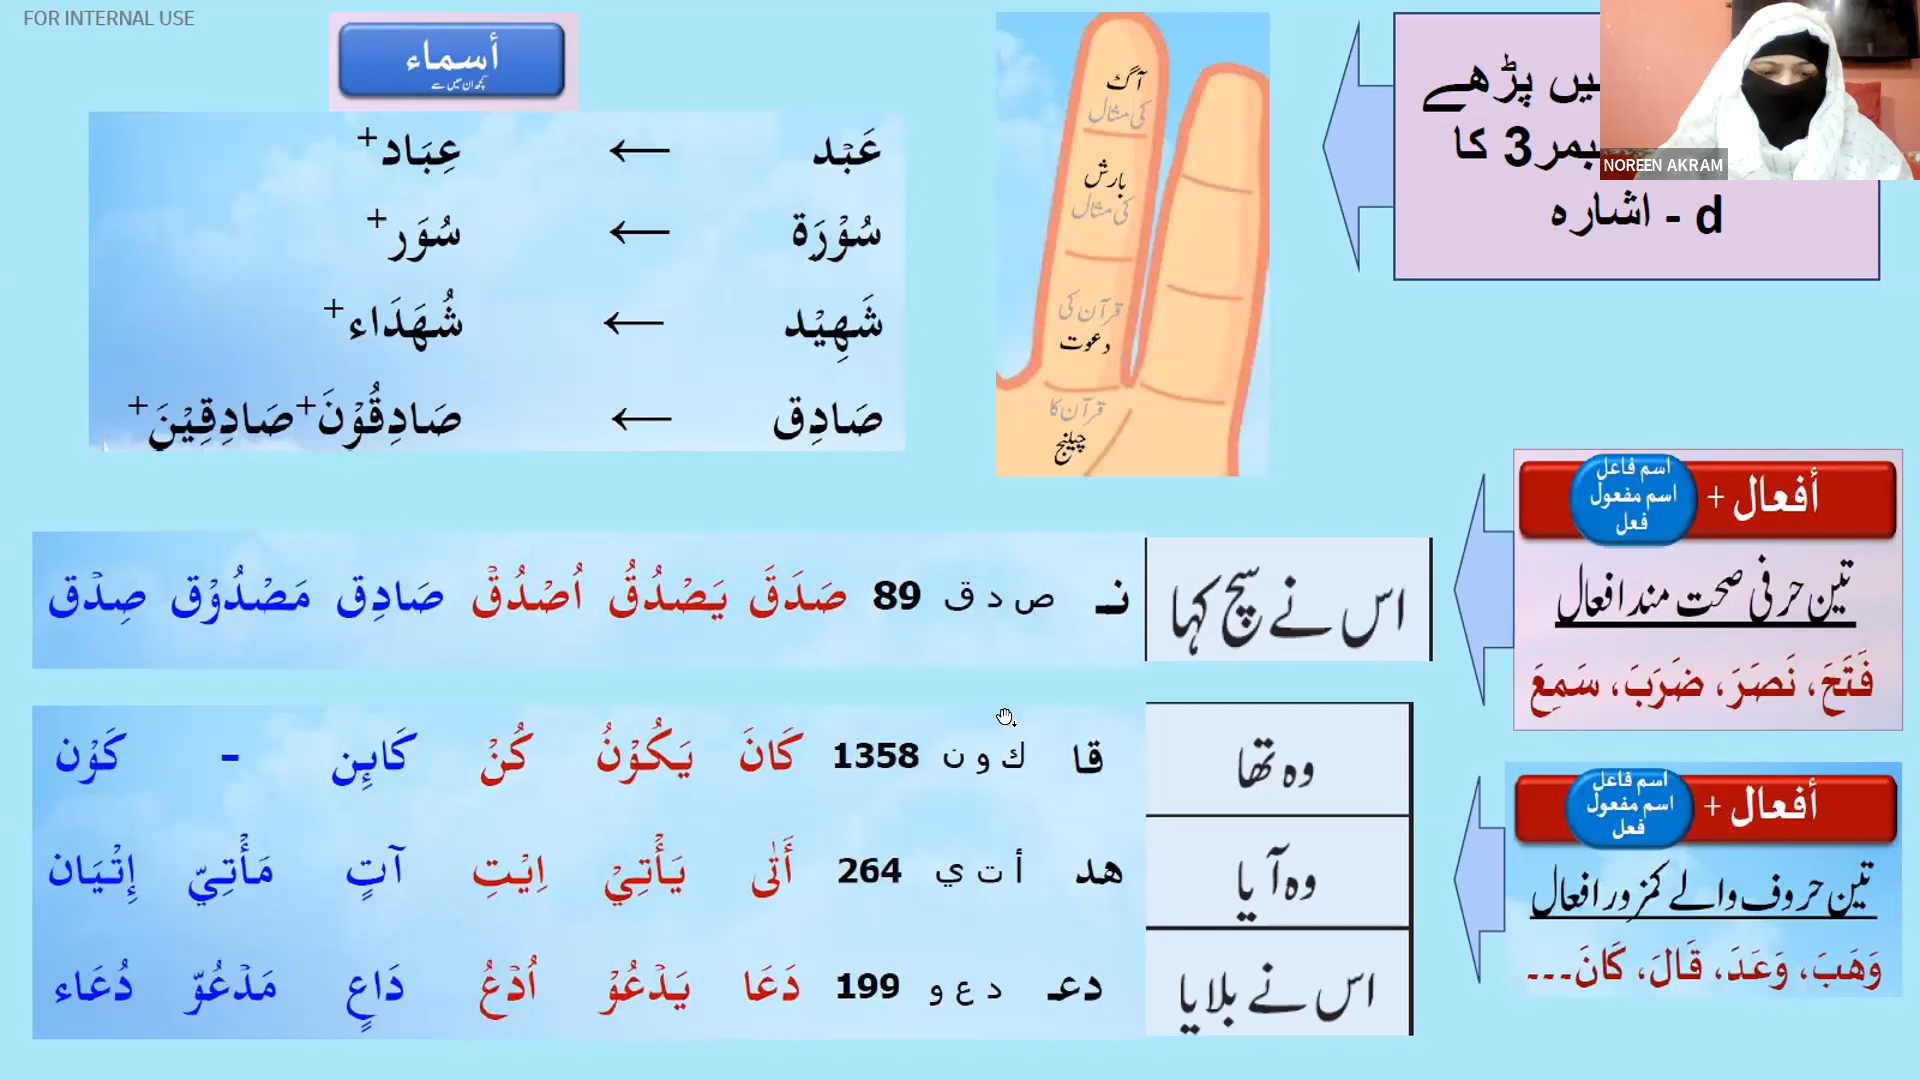 FOR INTERNAL USE
أسماء
کچھ ان میں سے
عَبْد ← عِبَاد+
سُوْرَة ← سُوَر+
شَهِيْد ← شُهَدَاء+
صَادِق ← صَادِقُوْنَ+ صَادِقِيْنَ+
آگ
کی مثال
بارش
کی مثال
قرآن کی
دعوت
قرآن کا
چیلنج
پڑھے
3 کا
d - اشارہ
NOREEN AKRAM
أفعال +
اسم فاعل
اسم مفعول
فعل
تین حرفی صحت مند افعال
فَتَحَ، نَصَرَ، ضَرَبَ، سَمِعَ
اس نے سچ کہا
نـ ص د ق 89 صَدَقَ يَصْدُقُ اُصْدُقْ صَادِق مَصْدُوْق صِدْق
أفعال +
اسم فاعل
اسم مفعول
فعل
تین حروف والے کمزور افعال
وَهَبَ، وَعَدَ، قَالَ، كَانَ۔۔۔
وہ تھا
قا ك و ن 1358 كَانَ يَكُوْنُ كُنْ كَائِن - كَوْن
وہ آیا
هد أ ت ي 264 أَتٰى يَأْتِيْ اِيْتِ آتٍ مَأْتِيّ إِتْيَان
اس نے بلایا
دعـ د ع و 199 دَعَا يَدْعُوْ اُدْعُ دَاعٍ مَدْعُوّ دُعَاء